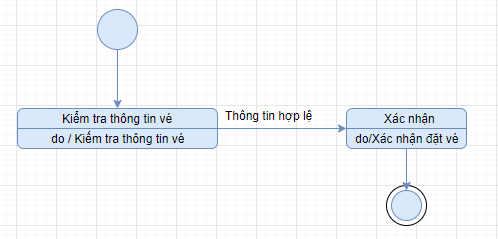 Kiểm tra thông tin vé
do / Kiếm tra thông tin vé
Thông tin hợp lệ
Xác nhận
do/Xác nhận đặt vé